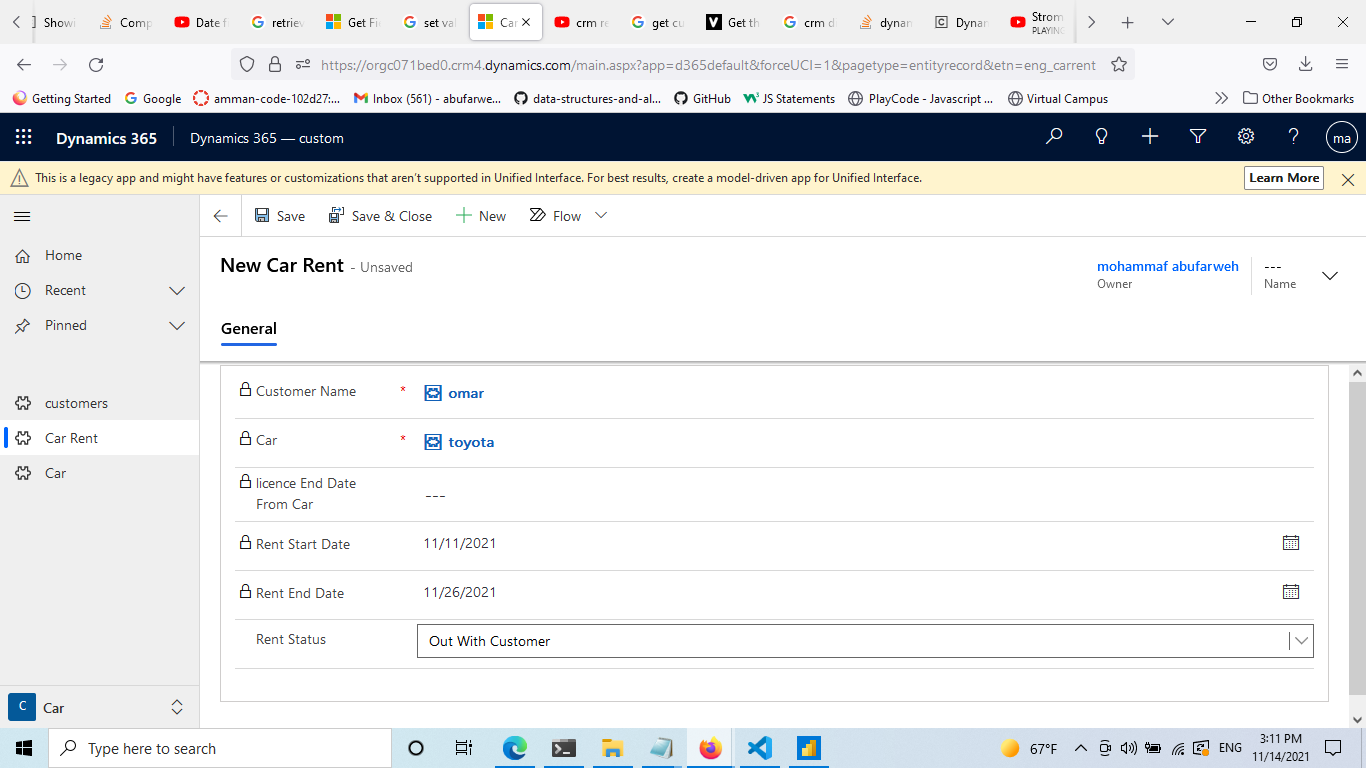 Showi
Comp
Date f
retriev
Get Fi
set val
Car
crm re
get cu
Get th
crm d
dynan
Dynan
Strom
PLAYING
https://orgc071bed0.crm4.dynamics.com/main.aspx?app=d365default&forceUCI=1&pagetype=entityrecord&etn=eng_carrent
Getting Started
Google
amman-code-102d27:...
Inbox (561) - abufarwe...
data-structures-and-al...
GitHub
JS Statements
PlayCode - Javascript ...
Virtual Campus
Other Bookmarks
Dynamics 365
Dynamics 365 — custom
ma
This is a legacy app and might have features or customizations that aren't supported in Unified Interface. For best results, create a model-driven app for Unified Interface.
Learn More
Save
Save & Close
New
Flow
Home
Recent
Pinned
customers
Car Rent
Car
New Car Rent - Unsaved
mohammaf abufarweh
Owner
---
Name
General
Customer Name * omar
Car * toyota
licence End Date
From Car
---
Rent Start Date 11/11/2021
Rent End Date 11/26/2021
Rent Status Out With Customer
C Car
Type here to search
67°F
ENG
3:11 PM
11/14/2021